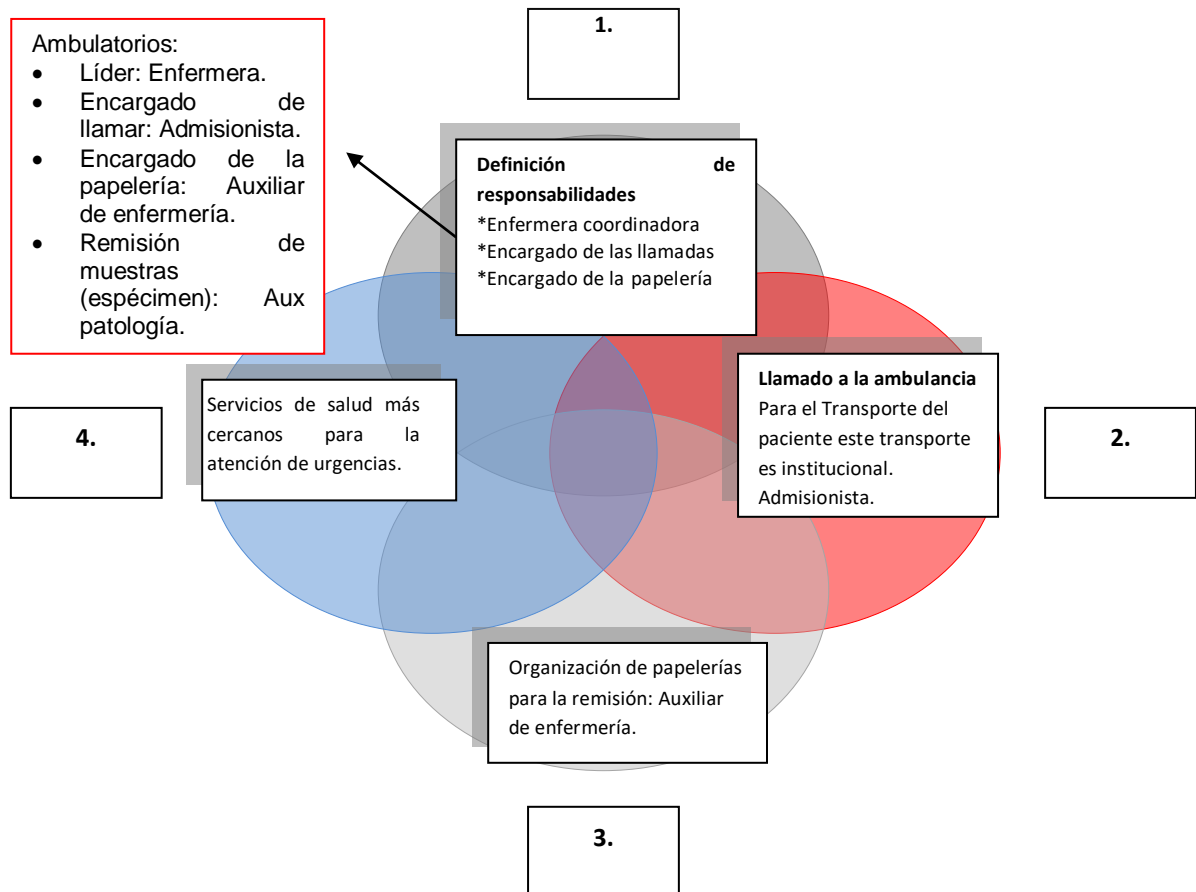 1.
Ambulatorios:
• Líder: Enfermera.
• Encargado de
llamar: Admisionista.
• Encargado de la
papelería: Auxiliar
de enfermería.
• Remisión de
muestras
(espécimen): Aux
patología.
Definición de
responsabilidades
*Enfermera coordinadora
*Encargado de las llamadas
*Encargado de la papelería
Llamado a la ambulancia
Para el Transporte del
paciente este transporte
es institucional.
Admisionista.
2.
4.
Servicios de salud más
cercanos para la
atención de urgencias.
Organización de papelerías
para la remisión: Auxiliar
de enfermería.
3.